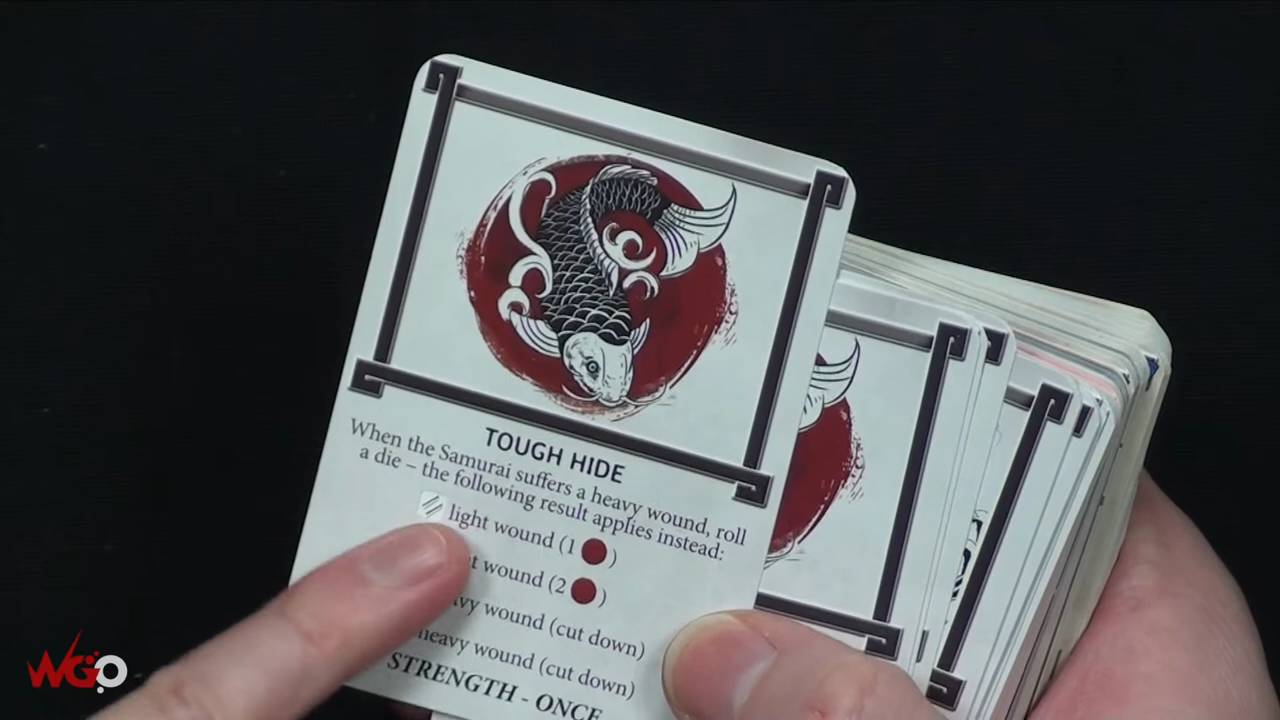 TOUGH HIDE
When the Samurai suffers a heavy wound, roll
a die – the following result applies instead:
light wound (1 )
wound (2 )
wound (cut down)
heavy wound (cut down)
STRENGTH - ONCE
WGO